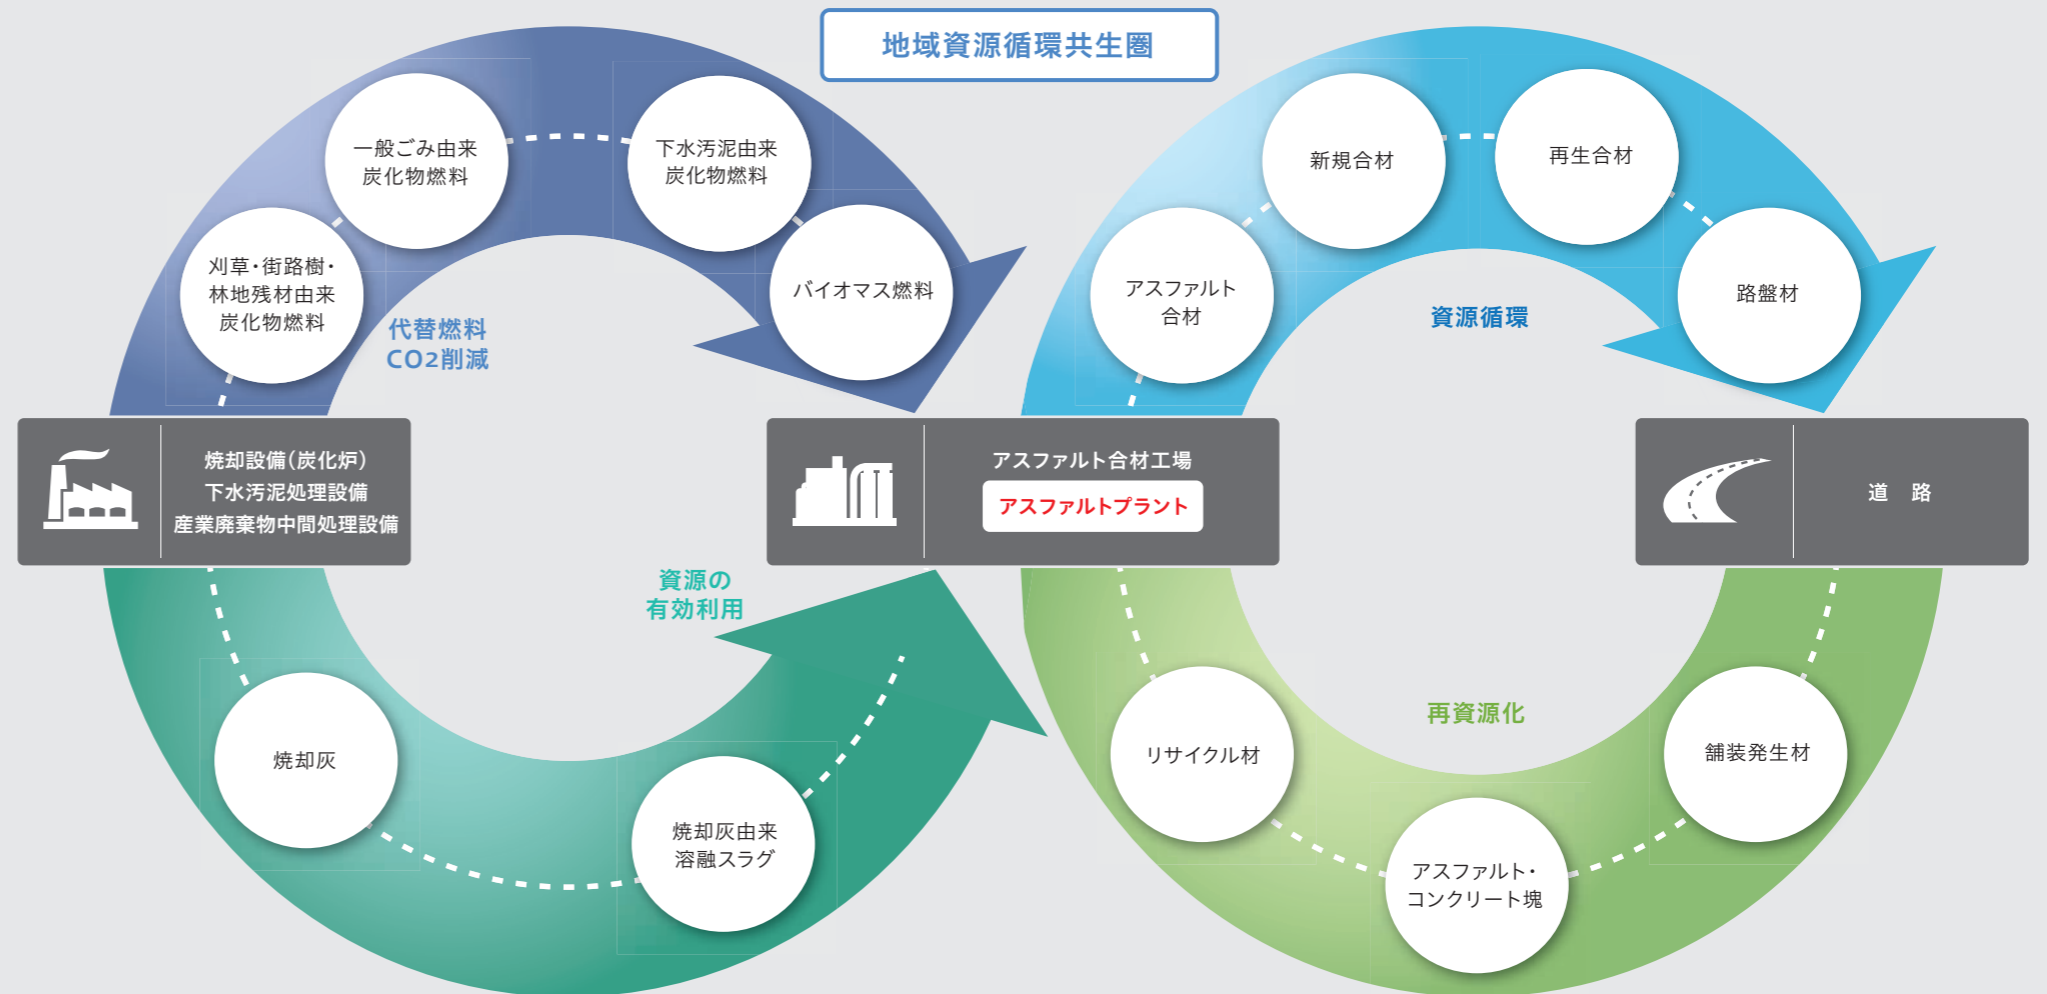 地域資源循環共生圏
一般ごみ由来
炭化物燃料
下水汚泥由来
炭化物燃料
刈草・街路樹・
林地残材由来
炭化物燃料
バイオマス燃料
代替燃料
CO2削減
新規合材
再生合材
アスファルト
合材
路盤材
資源循環
焼却設備(炭化炉)
下水汚泥処理設備
産業廃棄物中間処理設備
アスファルト合材工場
アスファルトプラント
道 路
資源の
有効利用
焼却灰
焼却灰由来
溶融スラグ
再資源化
リサイクル材
アスファルト・
コンクリート塊
舗装発生材